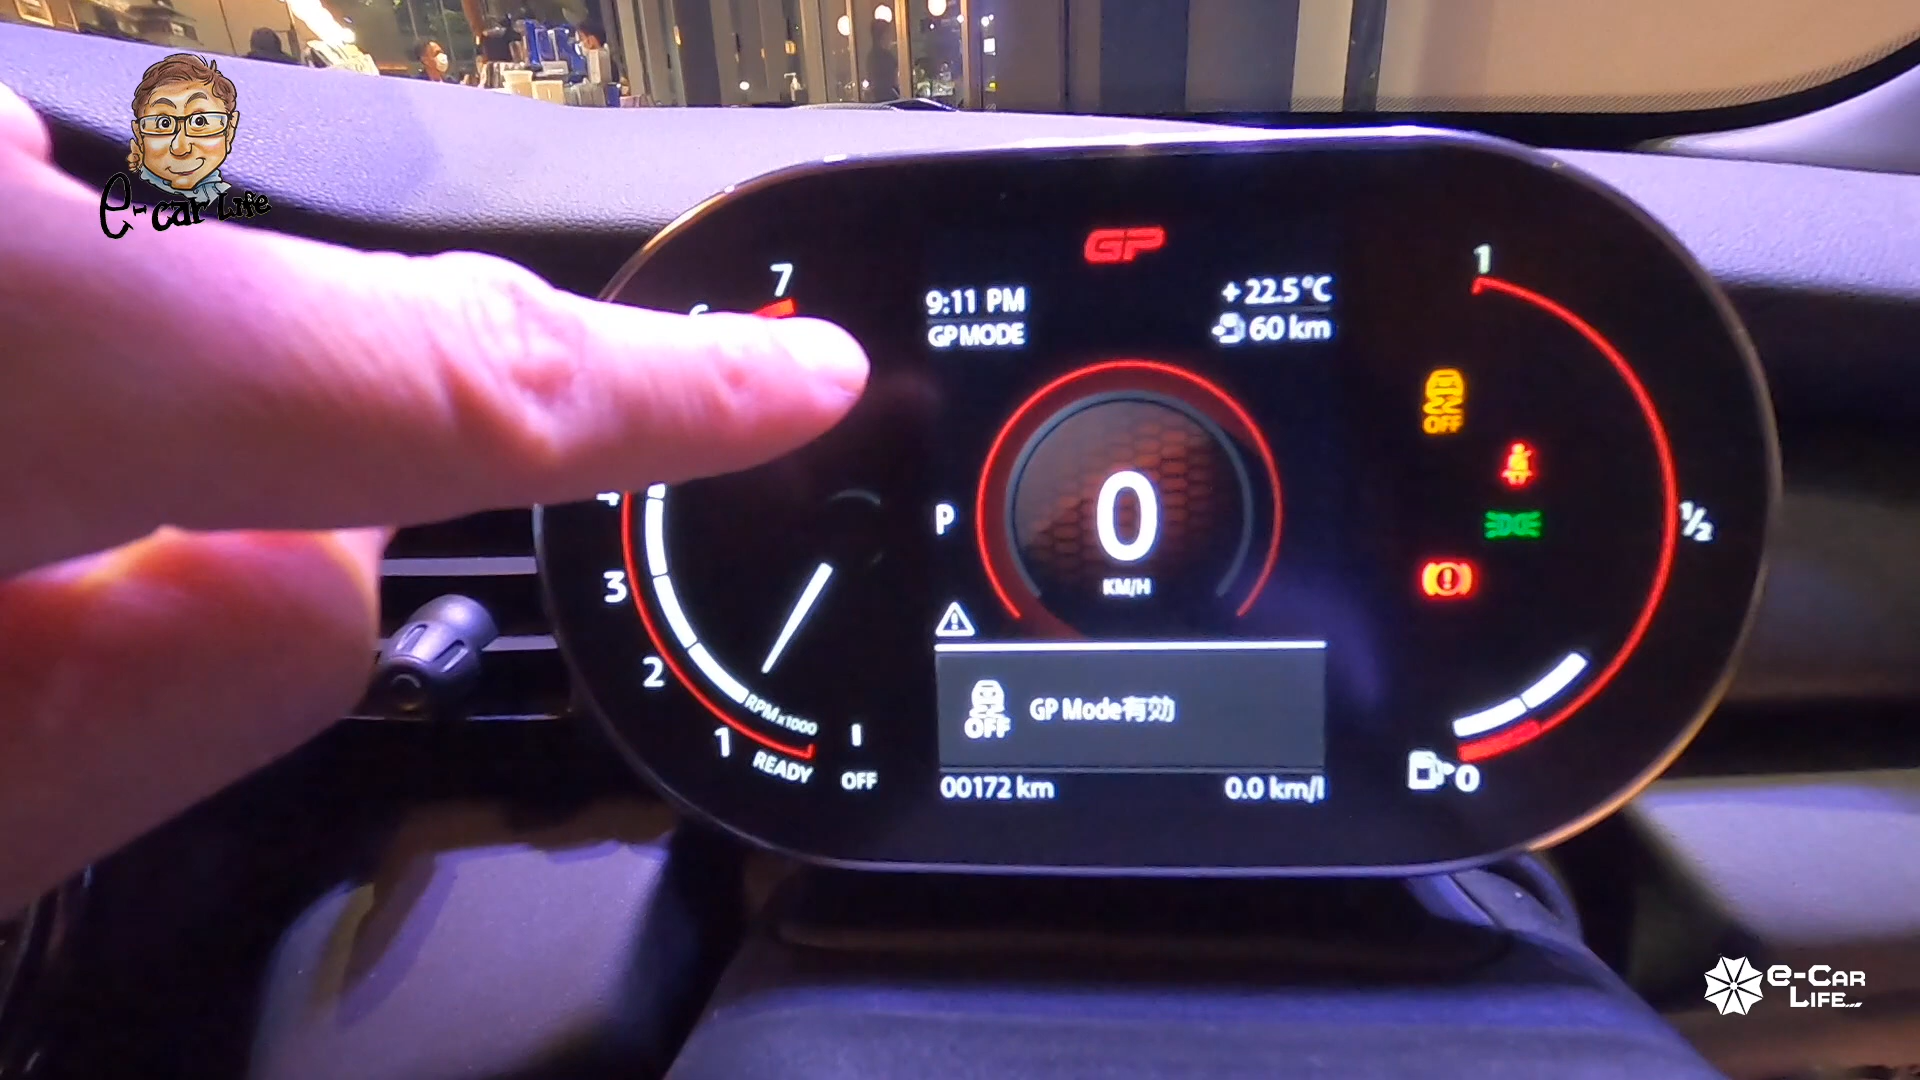 e-car Life
GP
9:11 PM
GP MODE
+22.5°C
60 km
7
4
3
2
1
RPM x1000
READY
OFF
P
0
KM/H
OFF
GP Mode有効
00172 km
0.0 km/l
1
OFF
1/2
0
e-Car
Life...